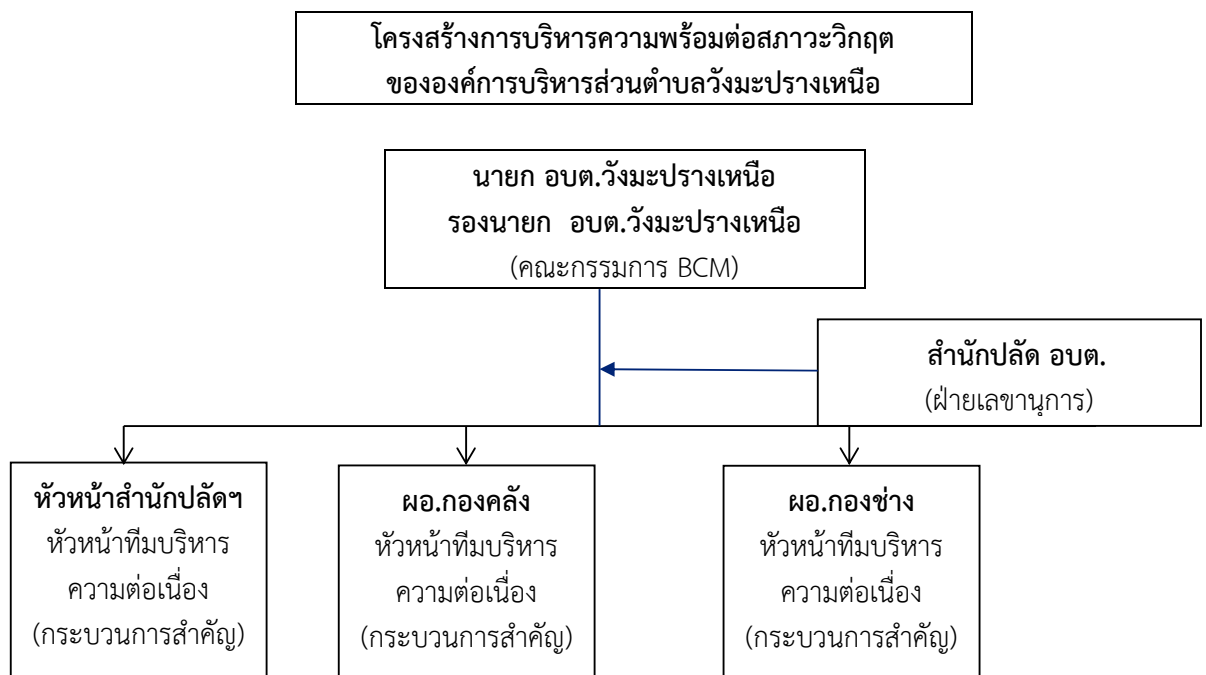 โครงสร้างการบริหารความพร้อมต่อสภาวะวิกฤต
ขององค์การบริหารส่วนตำบลวังมะปรางเหนือ
นายก อบต.วังมะปรางเหนือ
รองนายก อบต.วังมะปรางเหนือ
(คณะกรรมการ BCM)
สำนักปลัด อบต.
(ฝ่ายเลขานุการ)
หัวหน้าสำนักปลัดฯ
หัวหน้าทีมบริหาร
ความต่อเนื่อง
(กระบวนการสำคัญ)
ผอ.กองคลัง
หัวหน้าทีมบริหาร
ความต่อเนื่อง
(กระบวนการสำคัญ)
ผอ.กองช่าง
หัวหน้าทีมบริหาร
ความต่อเนื่อง
(กระบวนการสำคัญ)